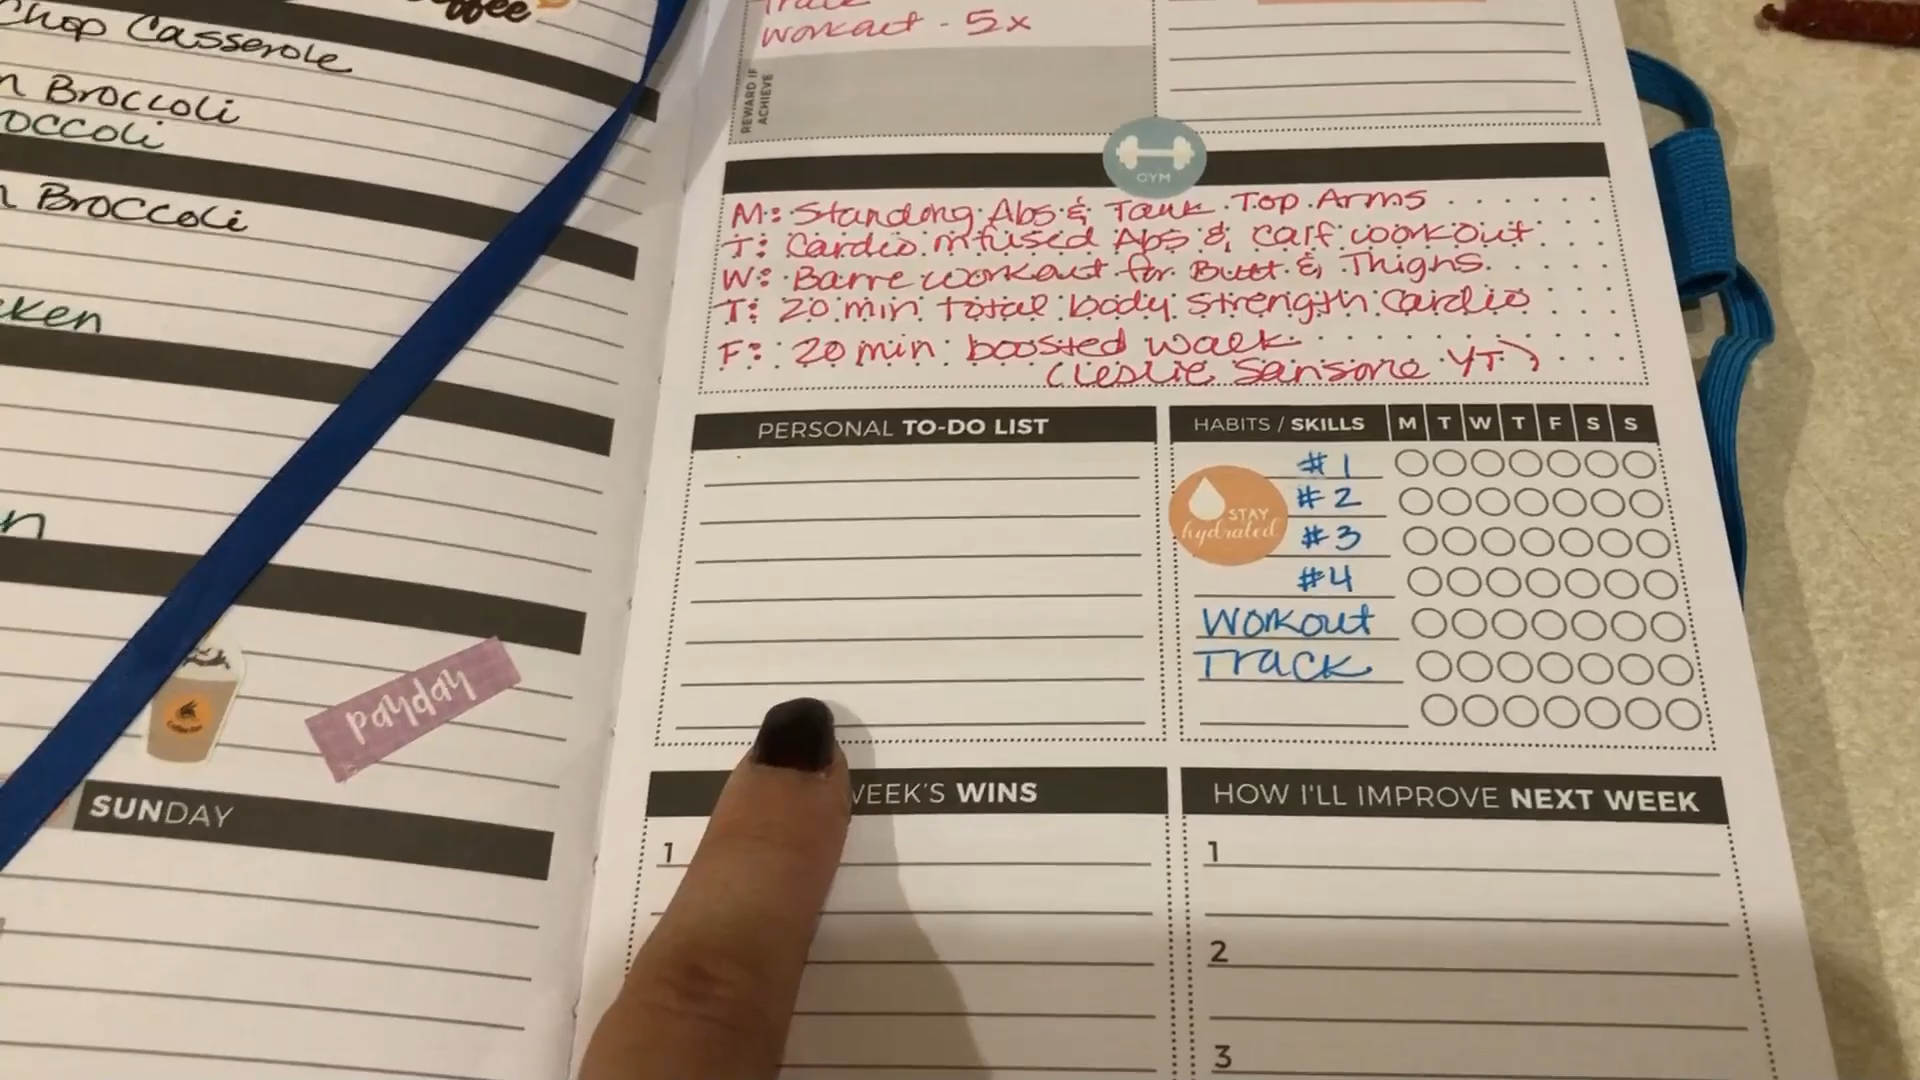 Chop Casserole
Broccoli
Broccoli
payday
SUNDAY
Workout - 5x
REWARD IF
ACHIEVE
GYM
M: Standing Abs & Tank Top Arms
T: Cardio infused Abs & Calf workout
W: Barre workout for Butt & Thighs
T: 20 min total body strength cardio
F: 20 min boosted walk
(Leslie Sansone YT)
PERSONAL TO-DO LIST
HABITS / SKILLS M T W T F S S
#1
#2
STAY
hydrated
#3
#4
Workout
Track
WEEK'S WINS
1
HOW I'LL IMPROVE NEXT WEEK
1
2
3